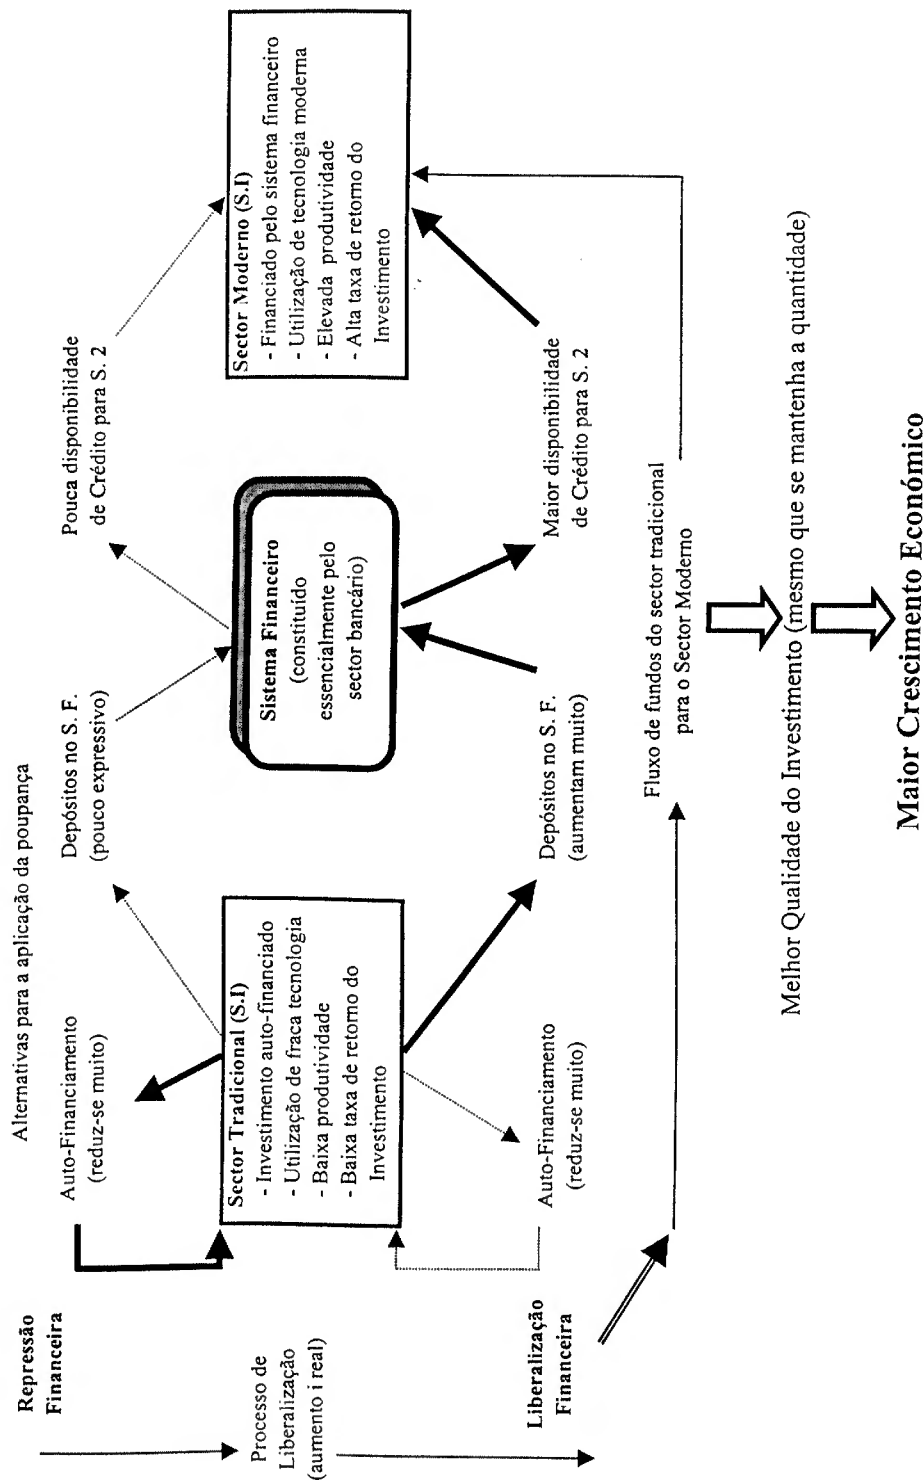 Alternativas para a aplicação da poupança
Repressão
Financeira
Auto-Financiamento
(reduz-se muito)
Depósitos no S. F.
(pouco expressivo)
Pouca disponibilidade
de Crédito para S. 2
Processo de
Liberalização
(aumento i real)
Sector Tradicional (S.I)
- Investimento auto-financiado
- Utilização de fraca tecnologia
- Baixa produtividade
- Baixa taxa de retorno do
Investimento
Sistema Financeiro
(constituído
essencialmente pelo
sector bancário)
Sector Moderno (S.I)
- Financiado pelo sistema financeiro
- Utilização de tecnologia moderna
- Elevada produtividade
- Alta taxa de retorno do
Investimento
Liberalização
Financeira
Auto-Financiamento
(reduz-se muito)
Depósitos no S. F.
(aumentam muito)
Maior disponibilidade
de Crédito para S. 2
Fluxo de fundos do sector tradicional
para o Sector Moderno
Melhor Qualidade do Investimento (mesmo que se mantenha a quantidade)
Maior Crescimento Económico